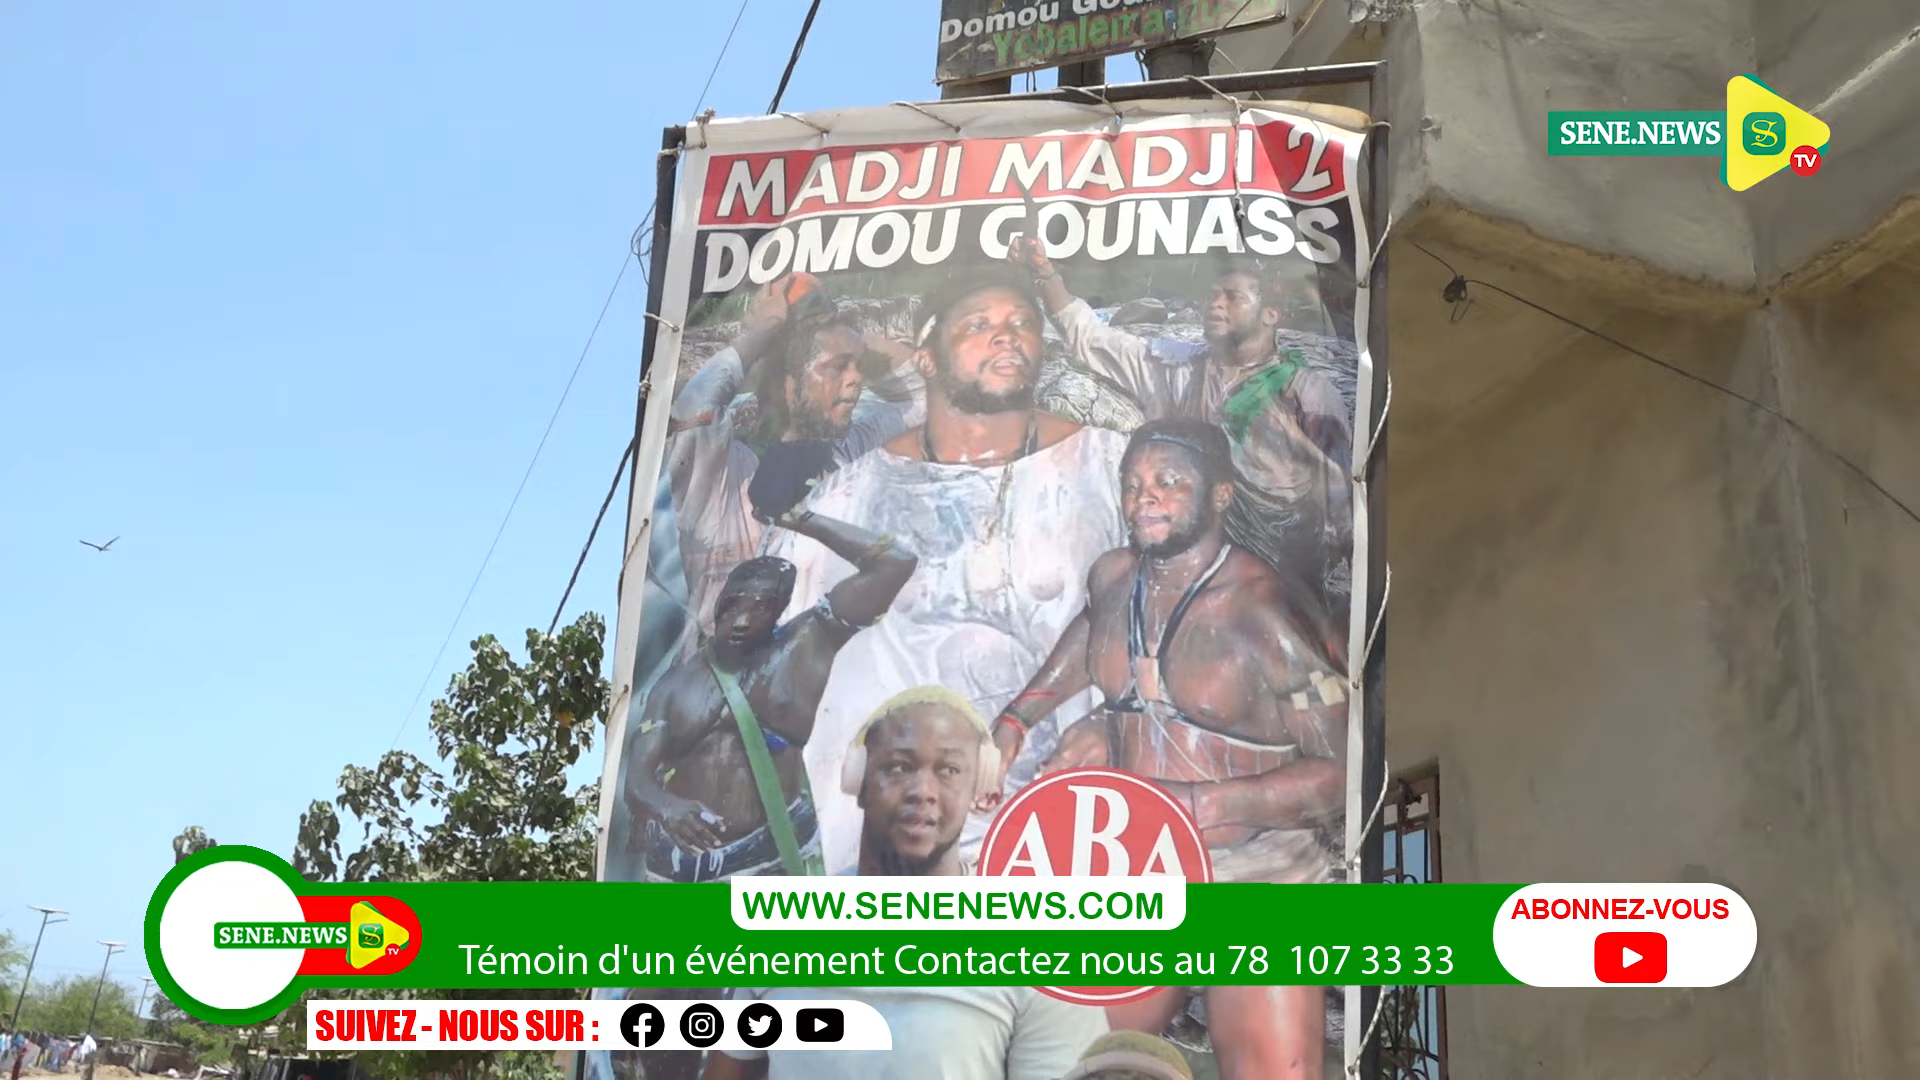 Domou
SENE.NEWS
TV
MADJI MADJI 2
DOMOU GOUNASS
ABA
WWW.SENENEWS.COM
ABONNEZ-VOUS
SENE.NEWS
TV
Témoin d'un événement Contactez nous au 78 107 33 33
SUIVEZ - NOUS SUR :